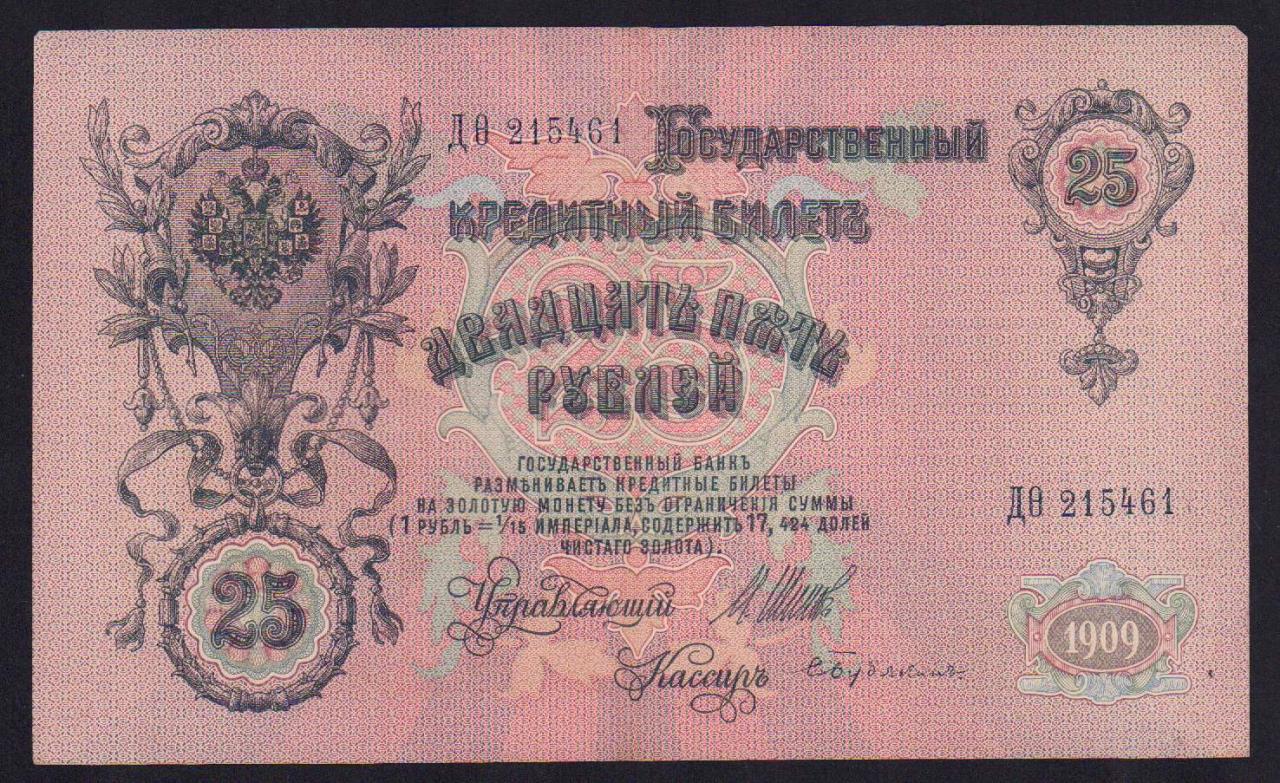 ДѲ 215461
Государственный
кредитный билетъ
двадцать пять
рублей
Государственный Банкъ
размѣниваетъ кредитные билеты
на золотую монету безъ ограниченія суммы
(1 рубль = 1/15 имперіала, содержитъ 17,424 долей
чистаго золота).
Управляющій
Кассиръ
25
25
ДѲ 215461
25
1909